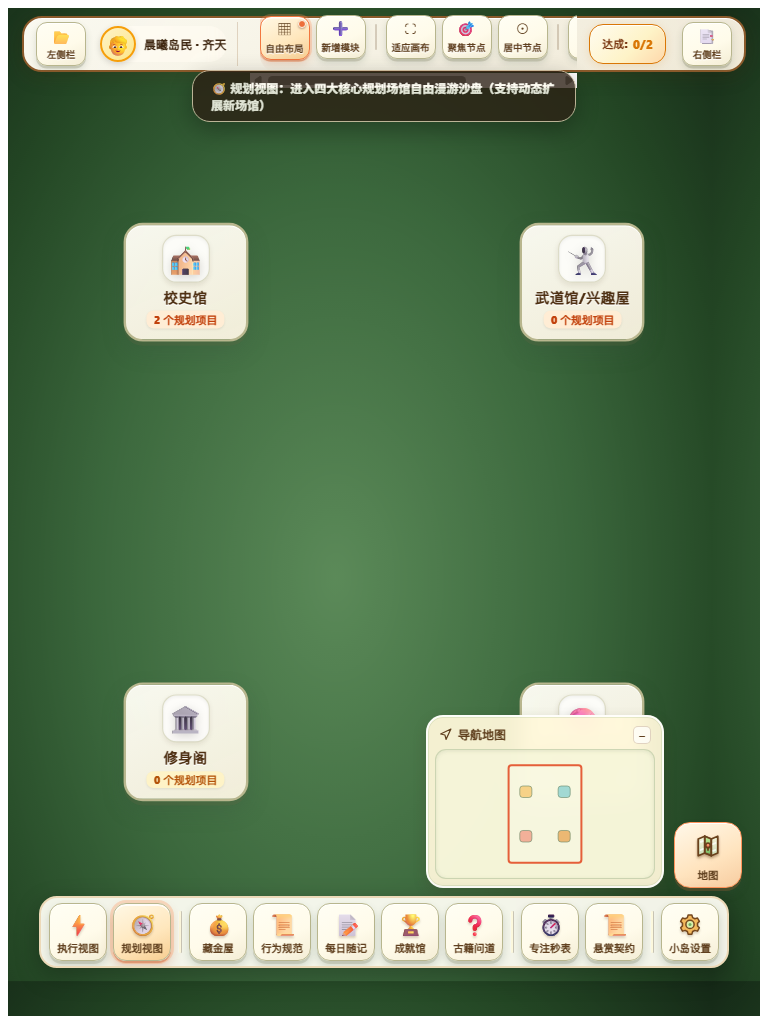 左侧栏
晨曦岛民 · 齐天
自由布局
新增模块
适应画布
聚焦节点
居中节点
达成: 0/2
右侧栏
规划视图：进入四大核心规划场馆自由漫游沙盘（支持动态扩
展新场馆）
校史馆
2 个规划项目
武道馆/兴趣屋
0 个规划项目
修身阁
0 个规划项目
导航地图
地图
执行视图
规划视图
藏金屋
行为规范
每日随记
成就馆
古籍问道
专注秒表
悬赏契约
小岛设置